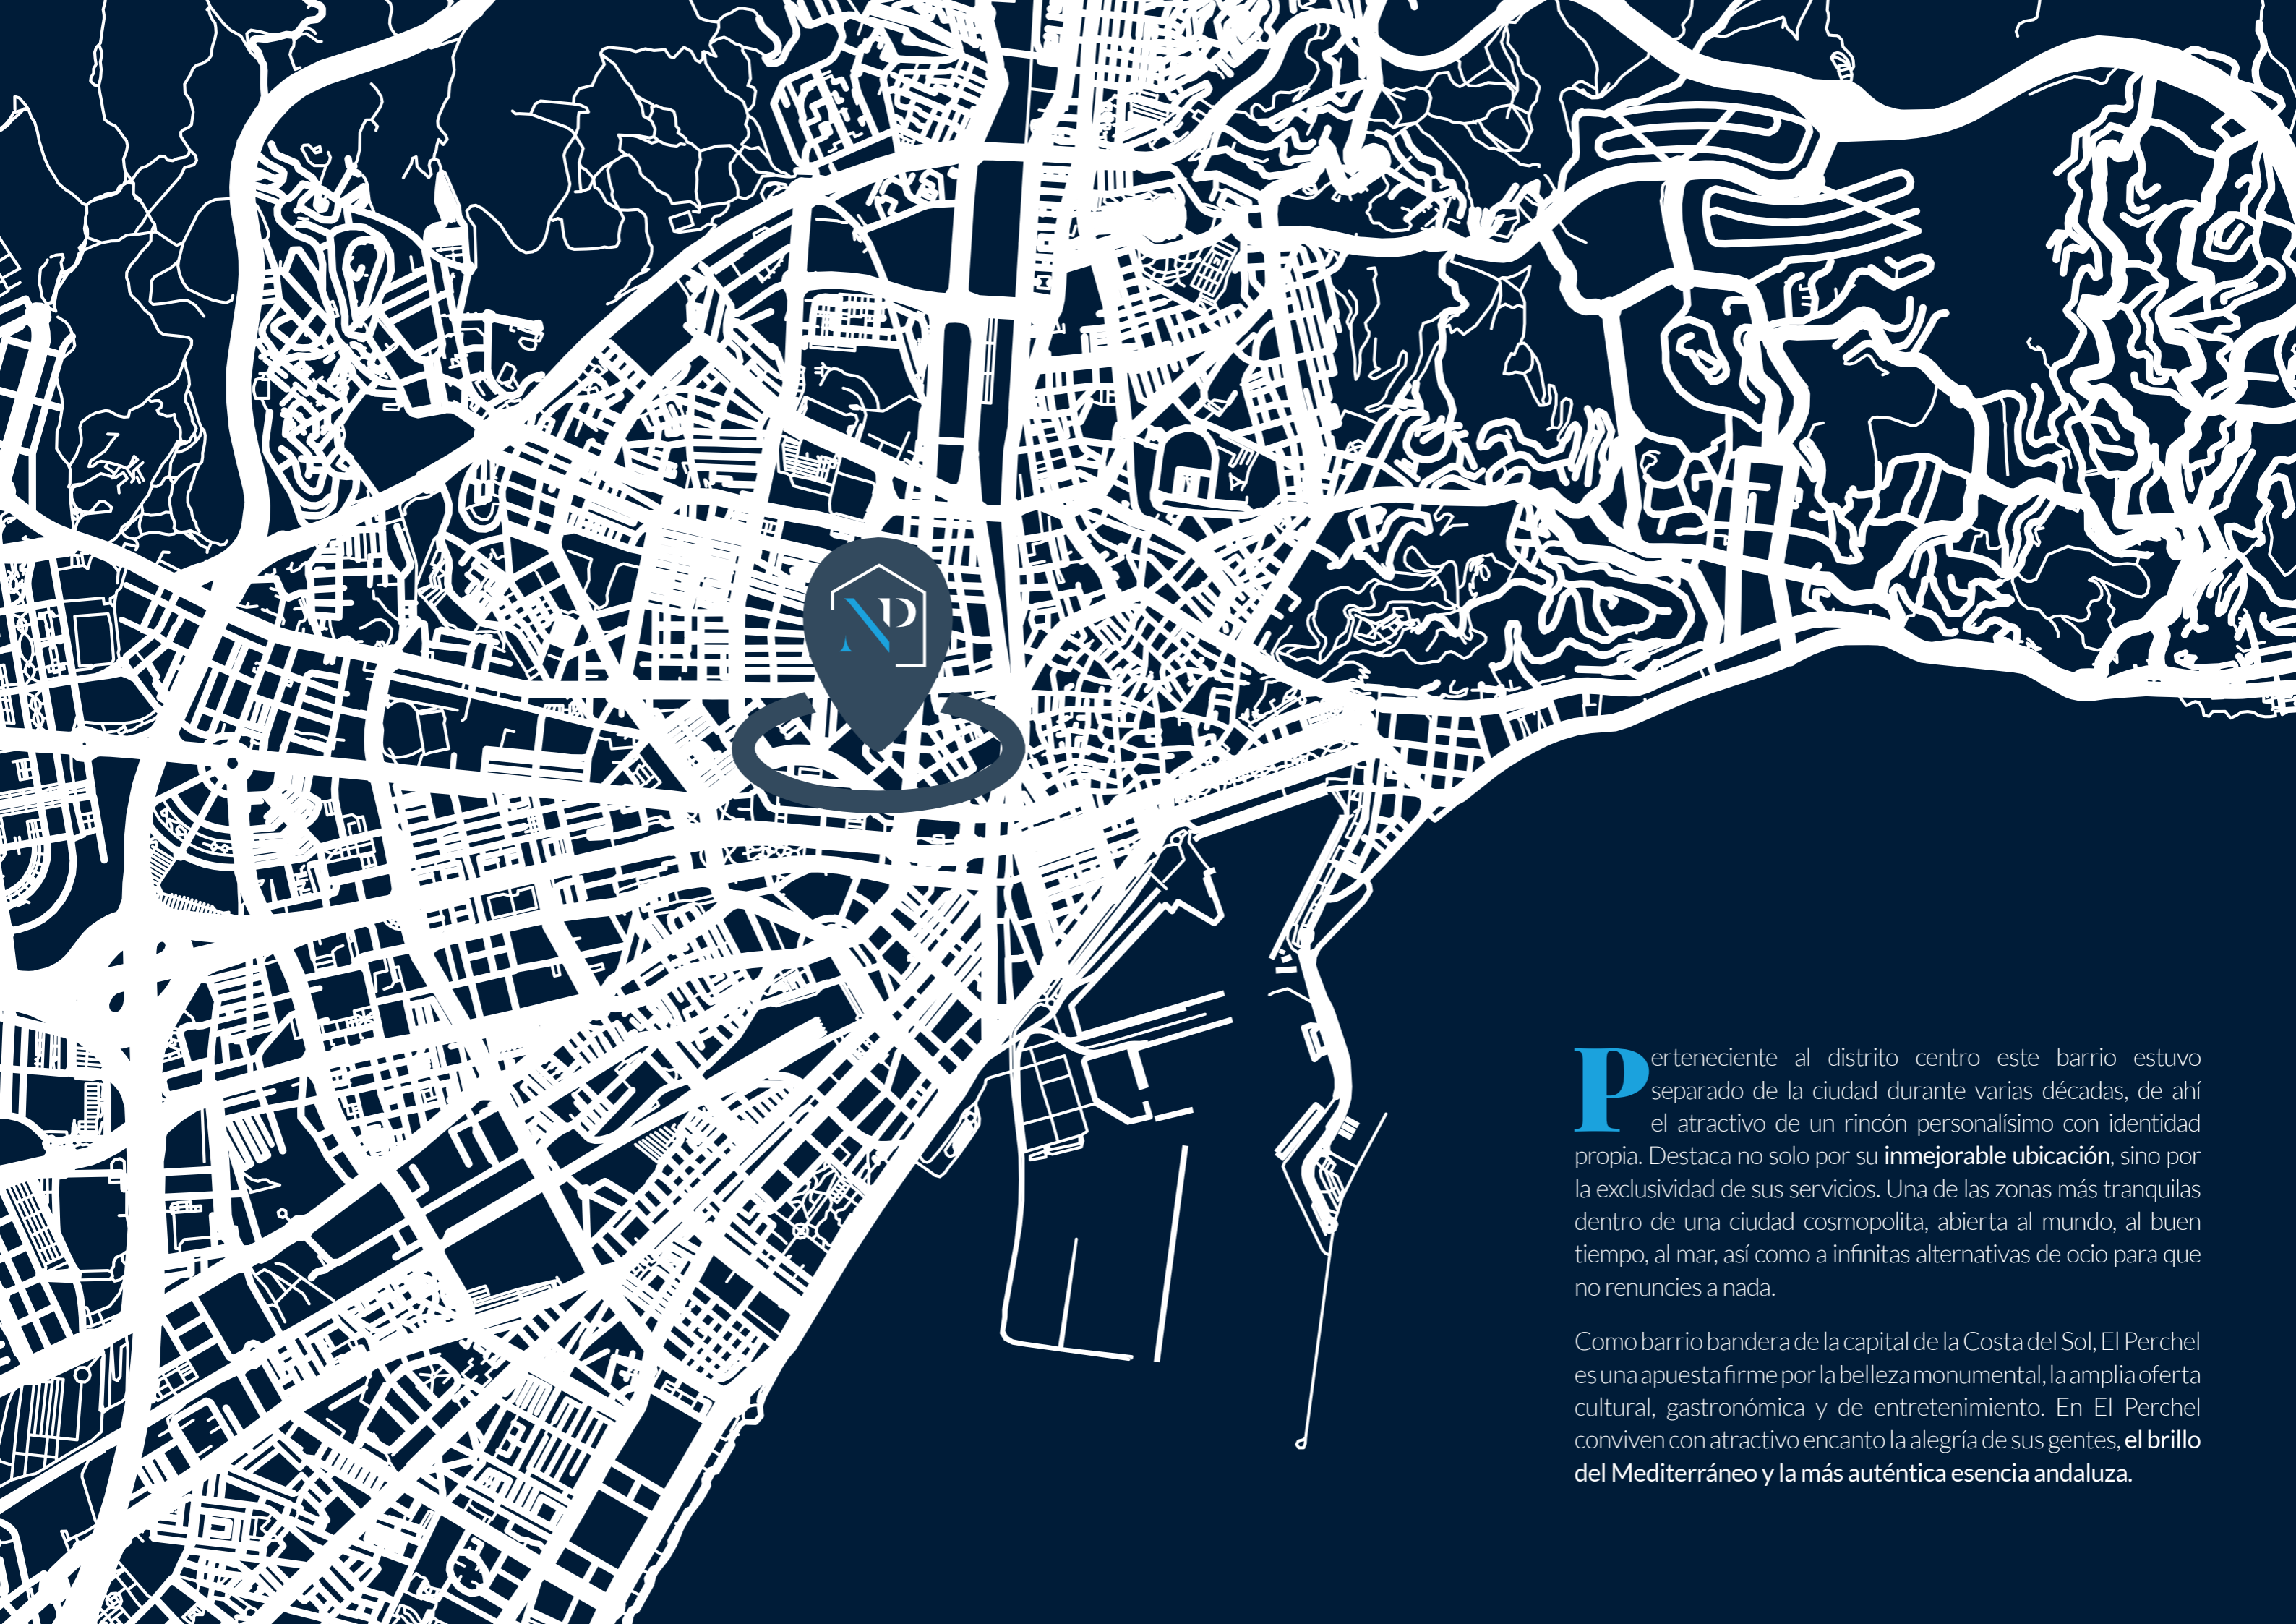 NP
Perteneciente al distrito centro este barrio estuvo
separado de la ciudad durante varias décadas, de ahí
el atractivo de un rincón personalísimo con identidad
propia. Destaca no solo por su inmejorable ubicación, sino por
la exclusividad de sus servicios. Una de las zonas más tranquilas
dentro de una ciudad cosmopolita, abierta al mundo, al buen
tiempo, al mar, así como a infinitas alternativas de ocio para que
no renuncies a nada.
Como barrio bandera de la capital de la Costa del Sol, El Perchel
es una apuesta firme por la belleza monumental, la amplia oferta
cultural, gastronómica y de entretenimiento. En El Perchel
conviven con atractivo encanto la alegría de sus gentes, el brillo
del Mediterráneo y la más auténtica esencia andaluza.